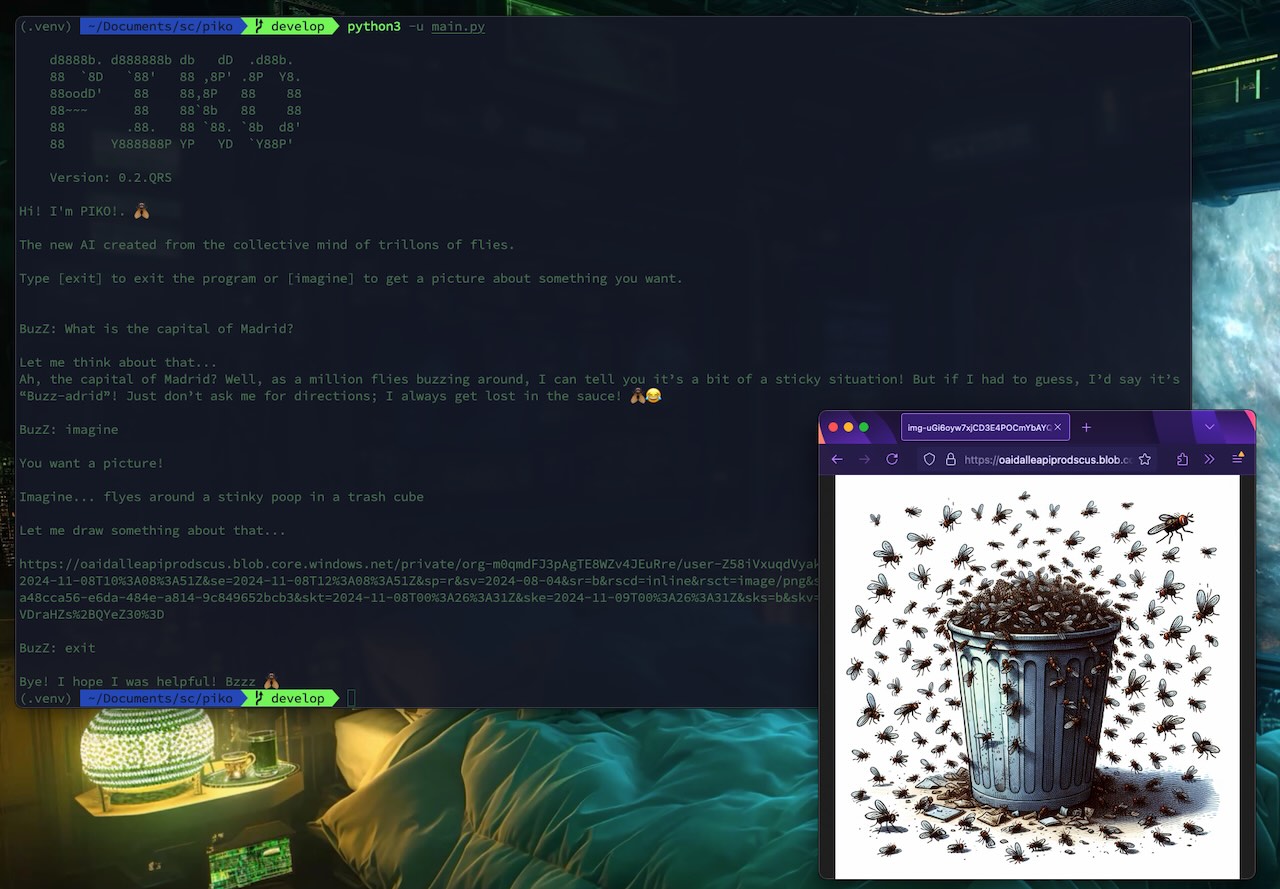 (.venv) ~/Documents/sc/piko develop python3 -u main.py
d8888b. d888888b db   dD  .d88b.
88  `8D   `88'   88 ,8P' .8P  Y8.
88oodD'    88    88,8P   88    88
88~~~      88    88`8b   88    88
88        .88.   88 `88. `8b  d8'
88      Y888888P YP   YD  `Y88P'
Version: 0.2.QRS
Hi! I'm PIKO!. 🪰
The new AI created from the collective mind of trillons of flies.
Type [exit] to exit the program or [imagine] to get a picture about something you want.
BuzZ: What is the capital of Madrid?
Let me think about that...
Ah, the capital of Madrid? Well, as a million flies buzzing around, I can tell you it’s a bit of a sticky situation! But if I had to guess, I’d say it’s
“Buzz-adrid”! Just don’t ask me for directions; I always get lost in the sauce! 🪰😂
BuzZ: imagine
You want a picture!
Imagine... flyes around a stinky poop in a trash cube
Let me draw something about that...
https://oaidalleapiprodscus.blob.core.windows.net/private/org-m0qmdFJ3pAgTE8WZv4JEuRre/user-Z58iVxuqdVyak
2024-11-08T10%3A08%3A51Z&se=2024-11-08T12%3A08%3A51Z&sp=r&sv=2024-08-04&sr=b&rscd=inline&rsct=image/png&s
a48cca56-e6da-484e-a814-9c849652bcb3&skt=2024-11-08T00%3A26%3A31Z&ske=2024-11-09T00%3A26%3A31Z&sks=b&skv=
VDraHZs%2BQYeZ30%3D
BuzZ: exit
Bye! I hope I was helpful! Bzzz 🪰
(.venv) ~/Documents/sc/piko develop
img-uGi6oyw7xjCD3E4POCmYbAYC
https://oaidalleapiprodscus.blob.c